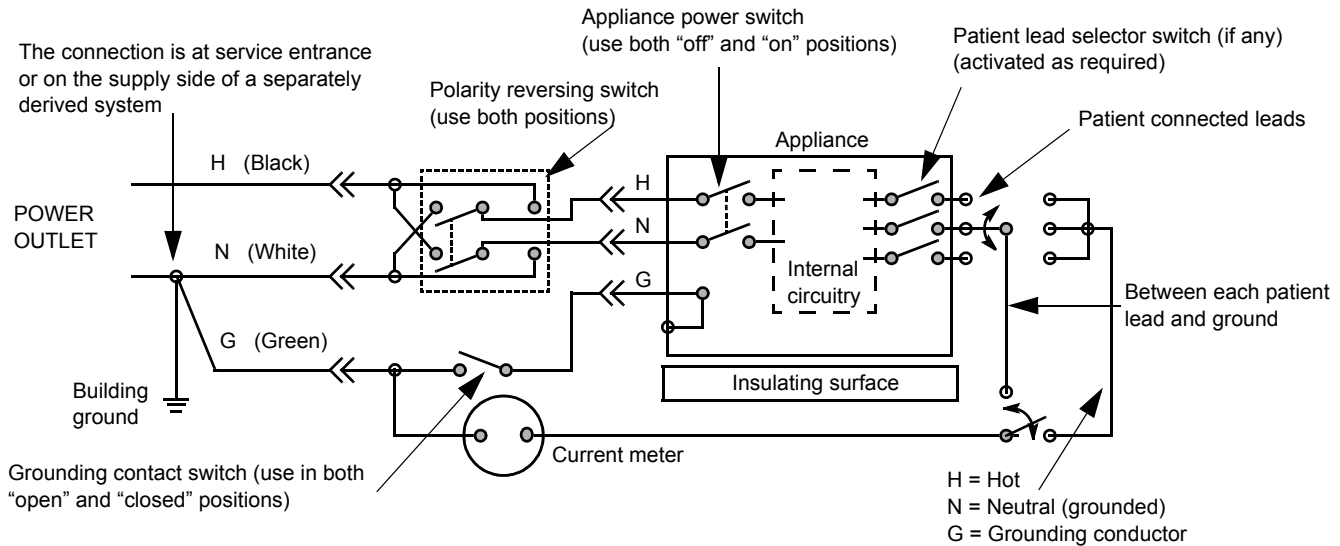 Appliance power switch
(use both “off” and “on” positions)
Patient lead selector switch (if any)
(activated as required)
The connection is at service entrance
or on the supply side of a separately
derived system
Polarity reversing switch
(use both positions)
Patient connected leads
Appliance
H (Black)
H
POWER
OUTLET
N (White)
N
Internal
circuitry
G
Between each patient
lead and ground
G (Green)
Insulating surface
Building
ground
Current meter
Grounding contact switch (use in both
“open” and “closed” positions)
H = Hot
N = Neutral (grounded)
G = Grounding conductor